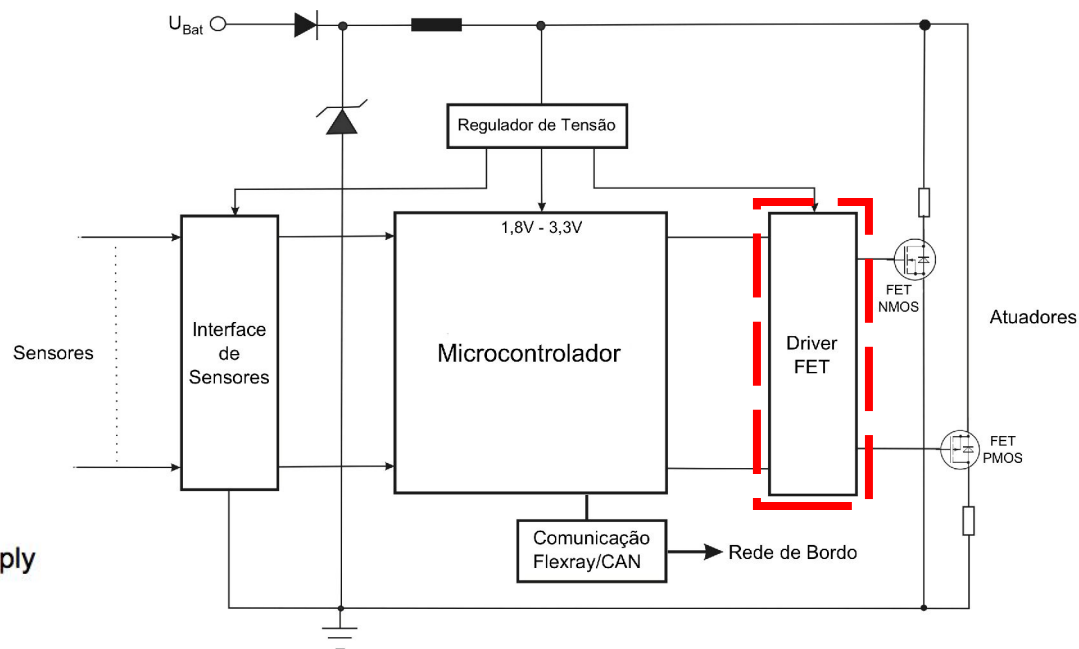 UBat
Regulador de Tensão
1,8V - 3,3V
Sensores
Interface
de
Sensores
Microcontrolador
Driver
FET
FET
NMOS
Atuadores
FET
PMOS
Comunicação
Flexray/CAN
Rede de Bordo
ply